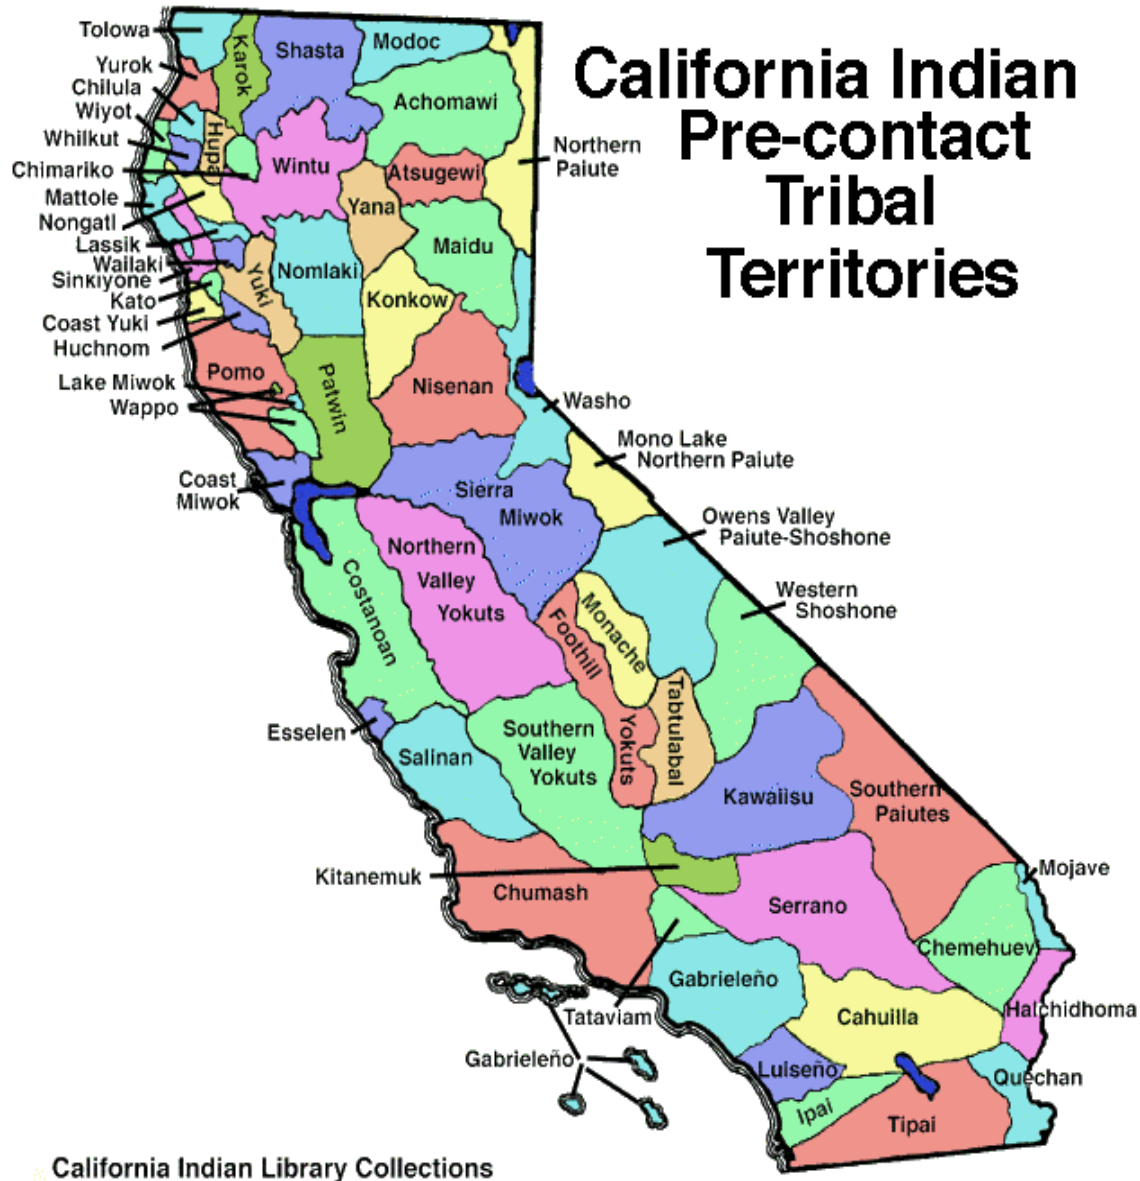 California Indian
Pre-contact
Tribal
Territories
Tolowa
Yurok
Chilula
Wiyot
Whilkut
Chimariko
Mattole
Nongatl
Lassik
Wailaki
Sinkiyone
Kato
Coast Yuki
Huchnom
Lake Miwok
Wappo
Coast
Miwok
Karok
Shasta
Modoc
Achomawi
Northern
Paiute
Hupa
Wintu
Atsugewi
Yana
Maidu
Yuki
Nomlaki
Konkow
Pomo
Patwin
Nisenan
Washo
Mono Lake
Northern Paiute
Sierra
Miwok
Owens Valley
Paiute-Shoshone
Northern
Valley
Yokuts
Costanoan
Western
Shoshone
Monache
Foothill
Yokuts
Tabtulabal
Esselen
Salinan
Southern
Valley
Yokuts
Kawaiisu
Southern
Paiutes
Kitanemuk
Chumash
Serrano
Mojave
Chemehuevi
Gabrieleño
Tataviam
Cahuilla
Halchidhoma
Gabrieleño
Luiseño
Quechan
Ipai
Tipai
California Indian Library Collections